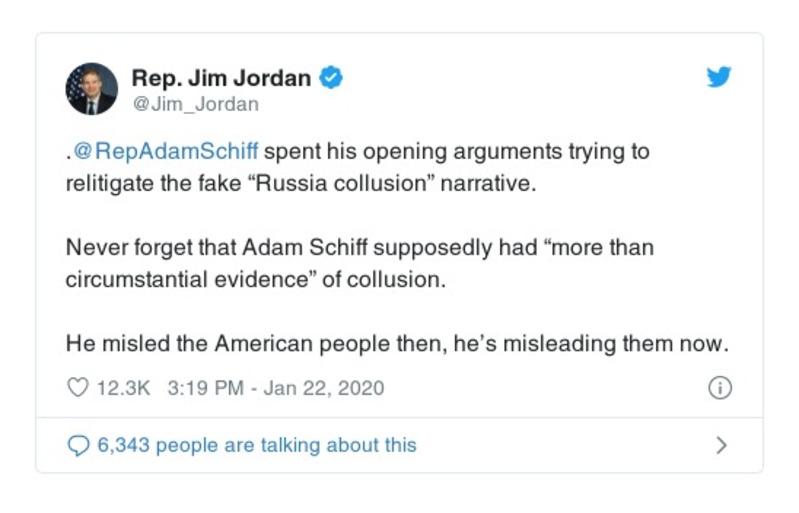 Rep. Jim Jordan
@Jim_Jordan
.@RepAdamSchiff spent his opening arguments trying to
relitigate the fake “Russia collusion” narrative.
Never forget that Adam Schiff supposedly had “more than
circumstantial evidence” of collusion.
He misled the American people then, he’s misleading them now.
12.3K 3:19 PM - Jan 22, 2020
6,343 people are talking about this